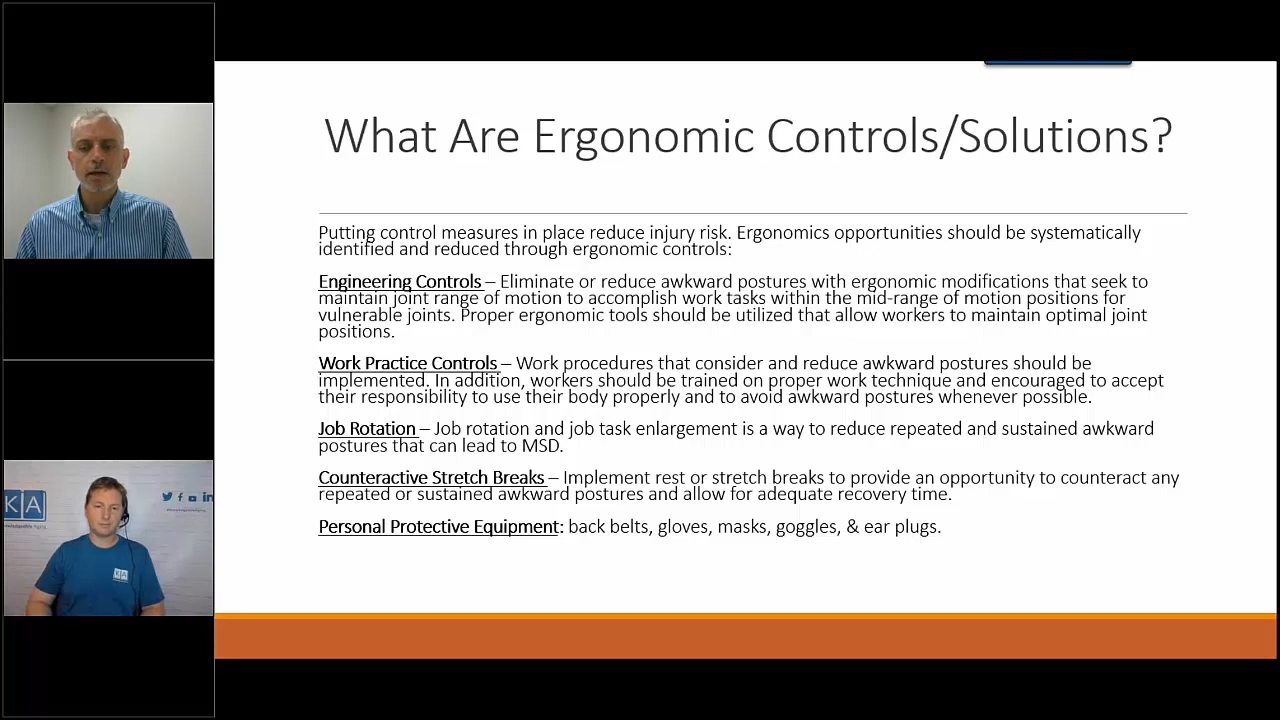 What Are Ergonomic Controls/Solutions?
Putting control measures in place reduce injury risk. Ergonomics opportunities should be systematically
identified and reduced through ergonomic controls:
Engineering Controls – Eliminate or reduce awkward postures with ergonomic modifications that seek to
maintain joint range of motion to accomplish work tasks within the mid-range of motion positions for
vulnerable joints. Proper ergonomic tools should be utilized that allow workers to maintain optimal joint
positions.
Work Practice Controls – Work procedures that consider and reduce awkward postures should be
implemented. In addition, workers should be trained on proper work technique and encouraged to accept
their responsibility to use their body properly and to avoid awkward postures whenever possible.
Job Rotation – Job rotation and job task enlargement is a way to reduce repeated and sustained awkward
postures that can lead to MSD.
Counteractive Stretch Breaks – Implement rest or stretch breaks to provide an opportunity to counteract any
repeated or sustained awkward postures and allow for adequate recovery time.
Personal Protective Equipment: back belts, gloves, masks, goggles, & ear plugs.
KA